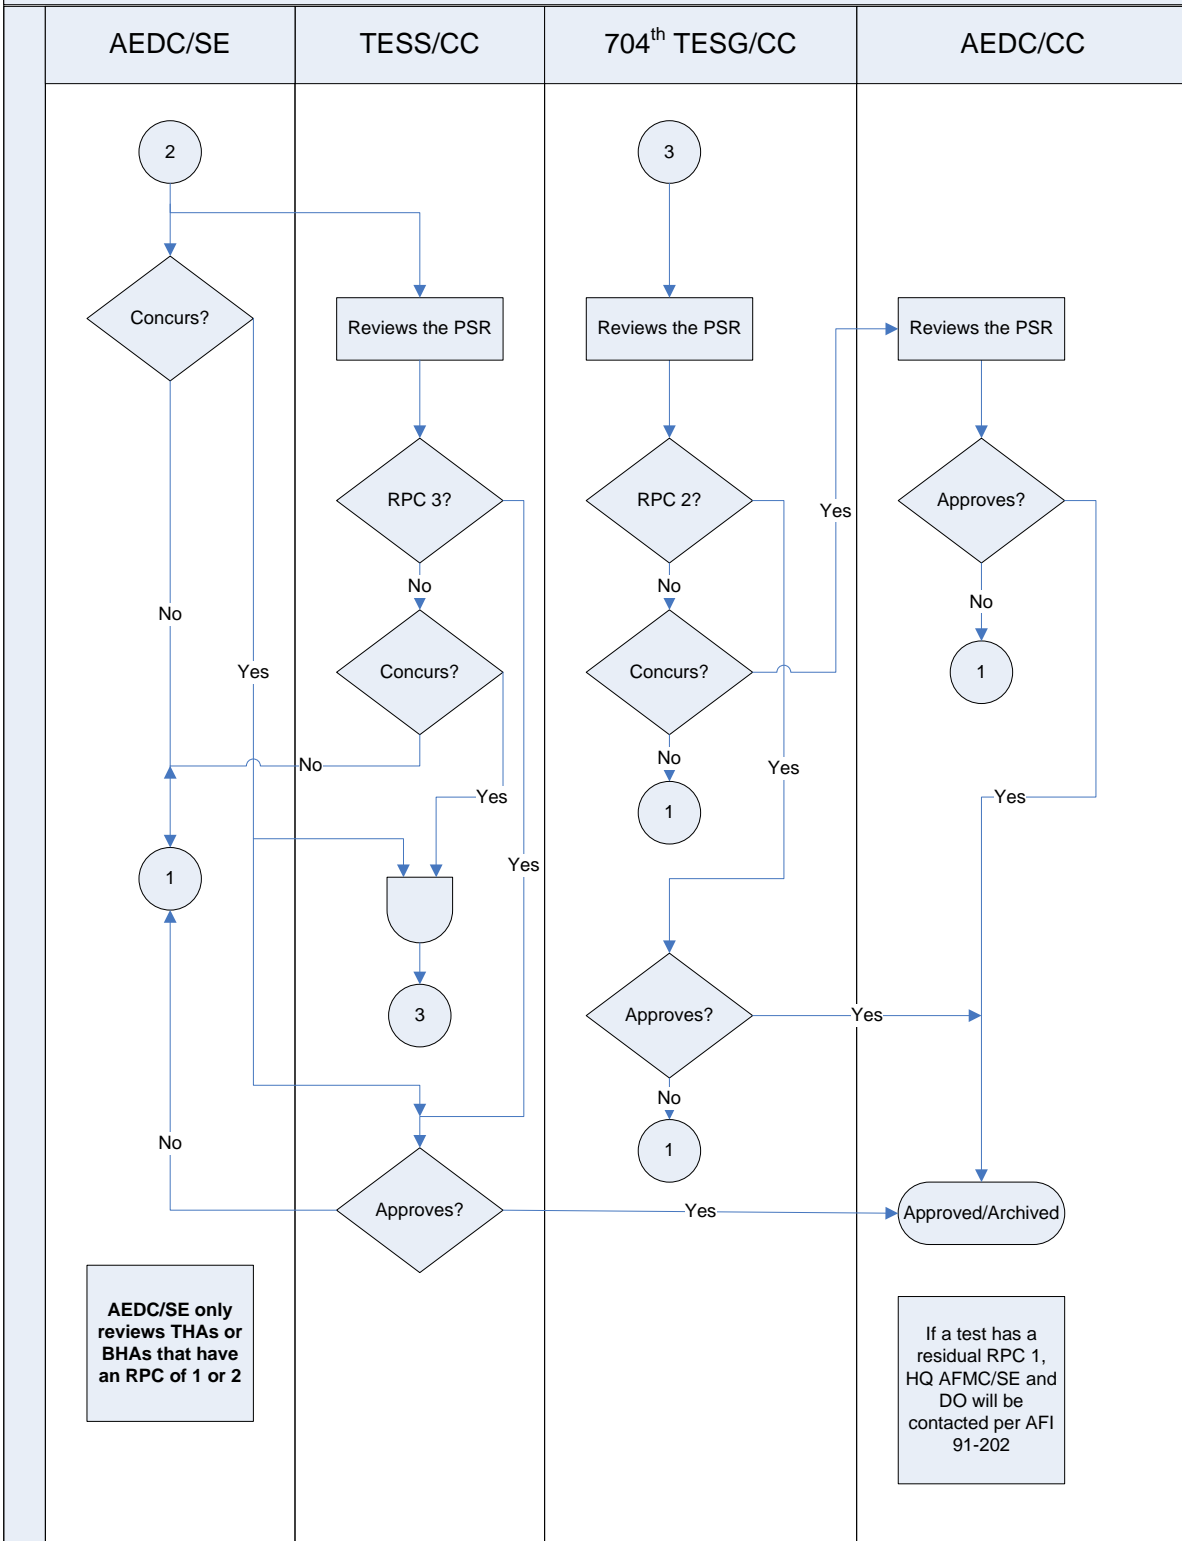 AEDC/SE
TESS/CC
704th TESG/CC
AEDC/CC
2
3
Concurs?
Reviews the PSR
Reviews the PSR
Reviews the PSR
RPC 3?
RPC 2?
Approves?
Yes
No
No
No
No
Concurs?
Concurs?
1
Yes
No
No
Yes
Yes
Yes
1
Yes
1
3
Approves?
Yes
No
No
1
Approves?
Yes
Approved/Archived
AEDC/SE only
reviews THAs or
BHAs that have
an RPC of 1 or 2
If a test has a
residual RPC 1,
HQ AFMC/SE and
DO will be
contacted per AFI
91-202